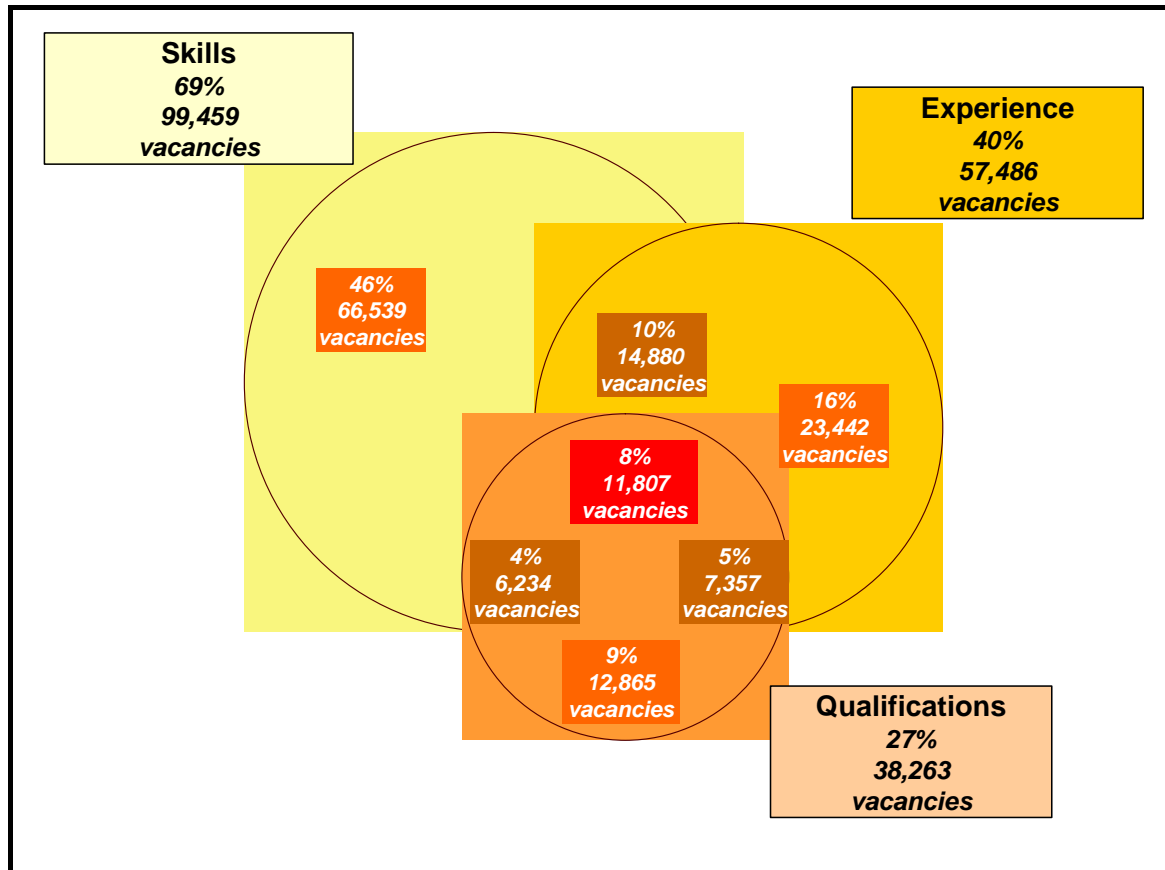 Skills
69%
99,459
vacancies
Experience
40%
57,486
vacancies
46%
66,539
vacancies
10%
14,880
vacancies
16%
23,442
vacancies
8%
11,807
vacancies
4%
6,234
vacancies
5%
7,357
vacancies
9%
12,865
vacancies
Qualifications
27%
38,263
vacancies